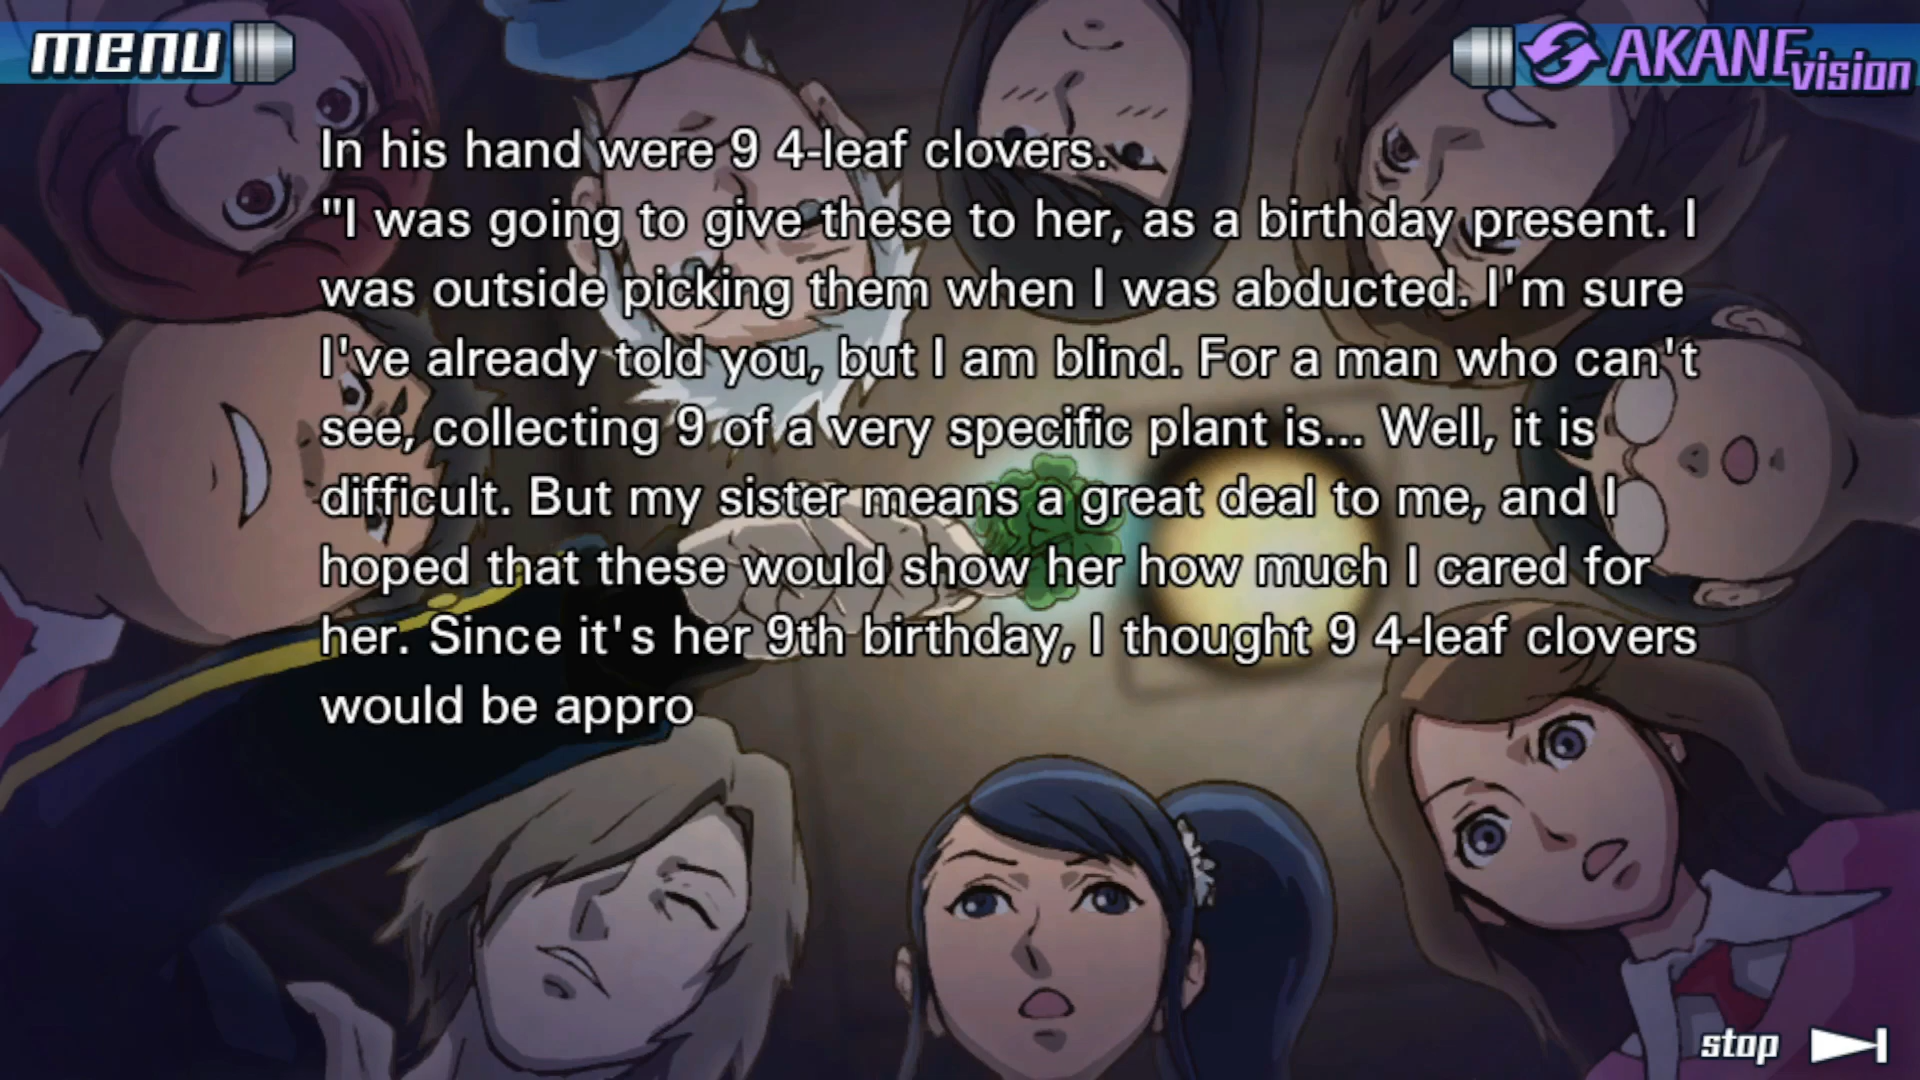 menu
AKANE vision
In his hand were 9 4-leaf clovers.
"I was going to give these to her, as a birthday present. I
was outside picking them when I was abducted. I'm sure
I've already told you, but I am blind. For a man who can't
see, collecting 9 of a very specific plant is... Well, it is
difficult. But my sister means a great deal to me, and I
hoped that these would show her how much I cared for
her. Since it's her 9th birthday, I thought 9 4-leaf clovers
would be appro
stop